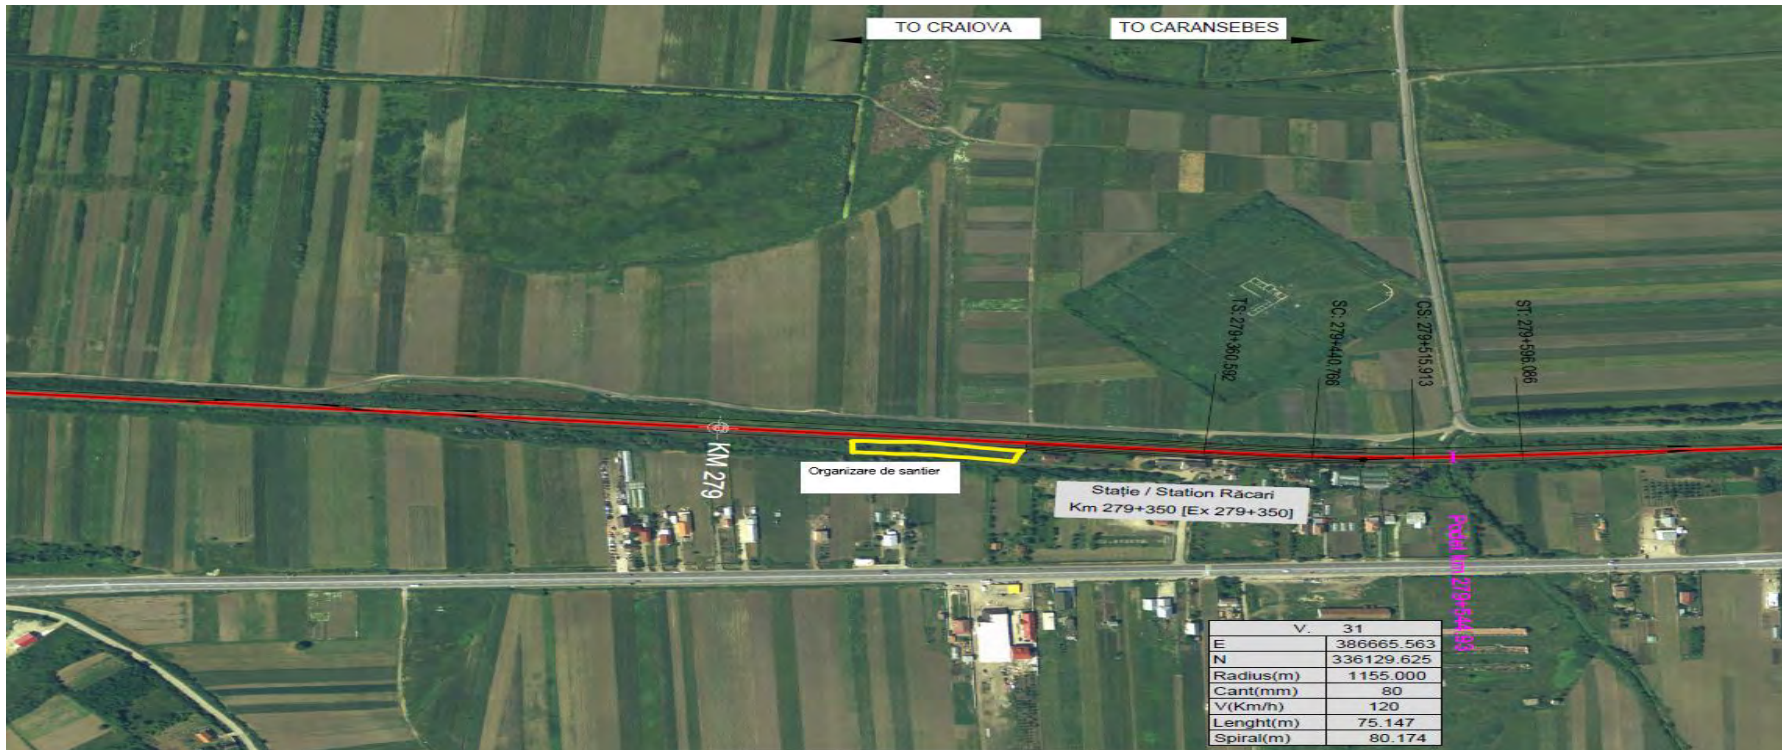 TO CRAIOVA
TO CARANSEBES
TS: 279+360.592
SC: 279+440.766
CS: 279+515.913
ST: 279+596.086
KM 279
Organizare de santier
Stație / Station Răcari
Km 279+350 [Ex 279+350]
Podet km 279+544.93
V. 31
E 386665.563
N 336129.625
Radius(m) 1155.000
Cant(mm) 80
V(Km/h) 120
Lenght(m) 75.147
Spiral(m) 80.174